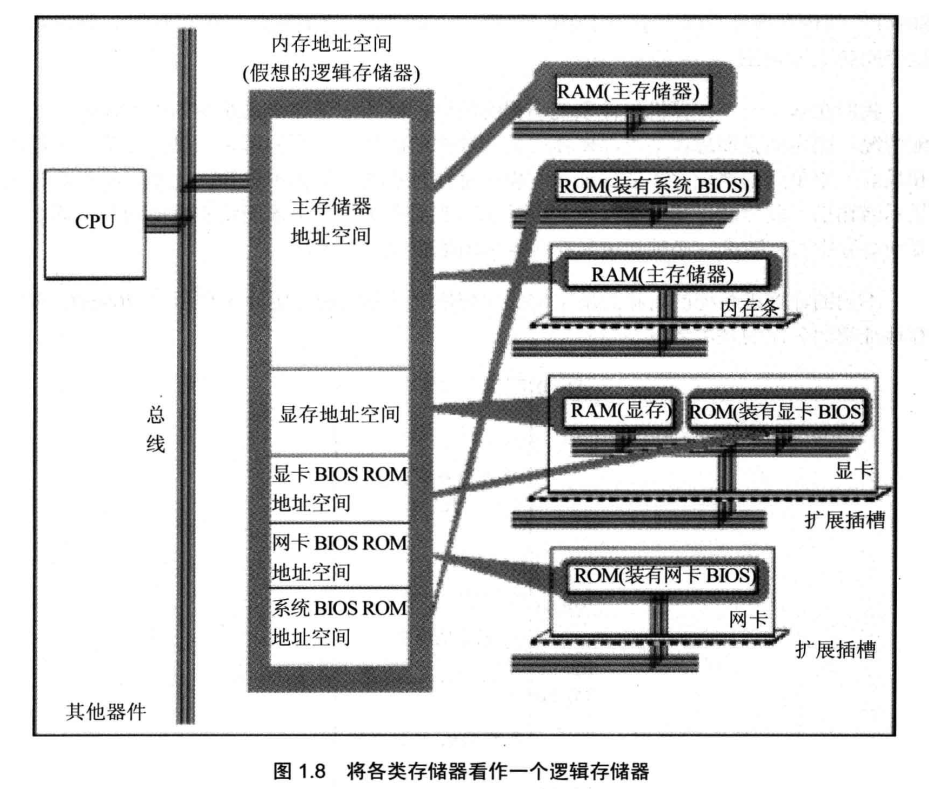 内存地址空间
(假想的逻辑存储器)
RAM(主存储器)
CPU
ROM(装有系统 BIOS)
主存储器
地址空间
RAM(主存储器)
内存条
总
线
显存地址空间
RAM(显存)
ROM(装有显卡 BIOS)
显卡
扩展插槽
显卡 BIOS ROM
地址空间
网卡 BIOS ROM
地址空间
ROM(装有网卡 BIOS)
网卡
扩展插槽
系统 BIOS ROM
地址空间
其他器件
图 1.8 将各类存储器看作一个逻辑存储器